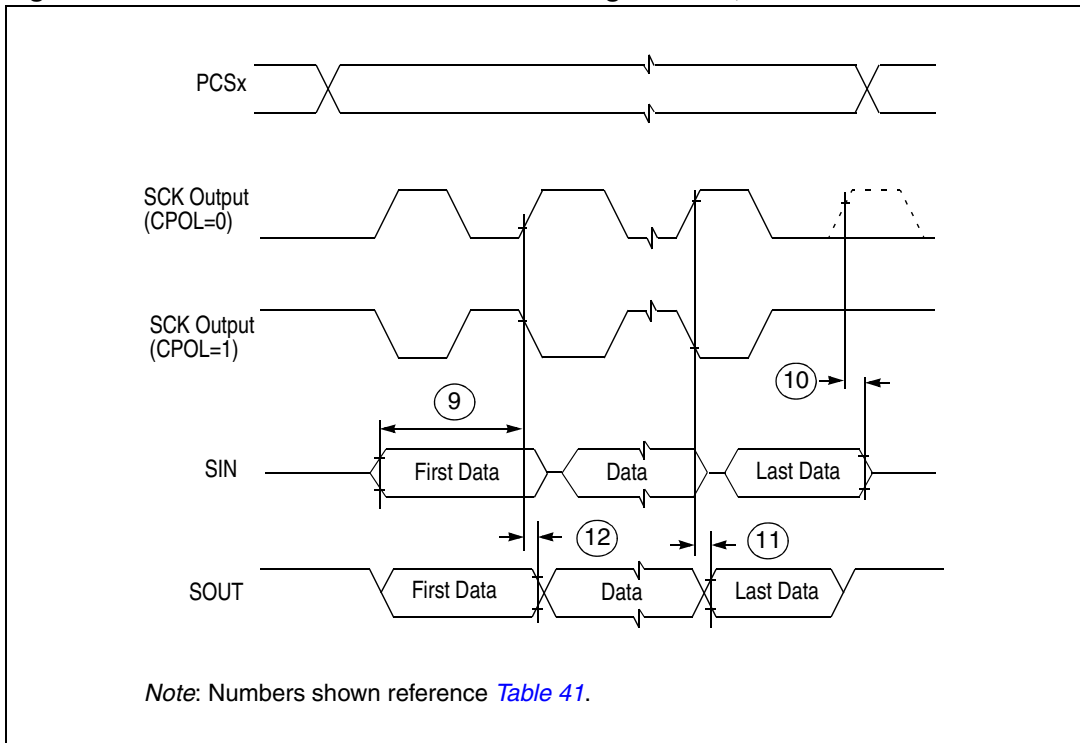 PCSx
SCK Output
(CPOL=0)
SCK Output
(CPOL=1)
10
9
SIN
First Data
Data
Last Data
12
11
SOUT
First Data
Data
Last Data
Note: Numbers shown reference Table 41.